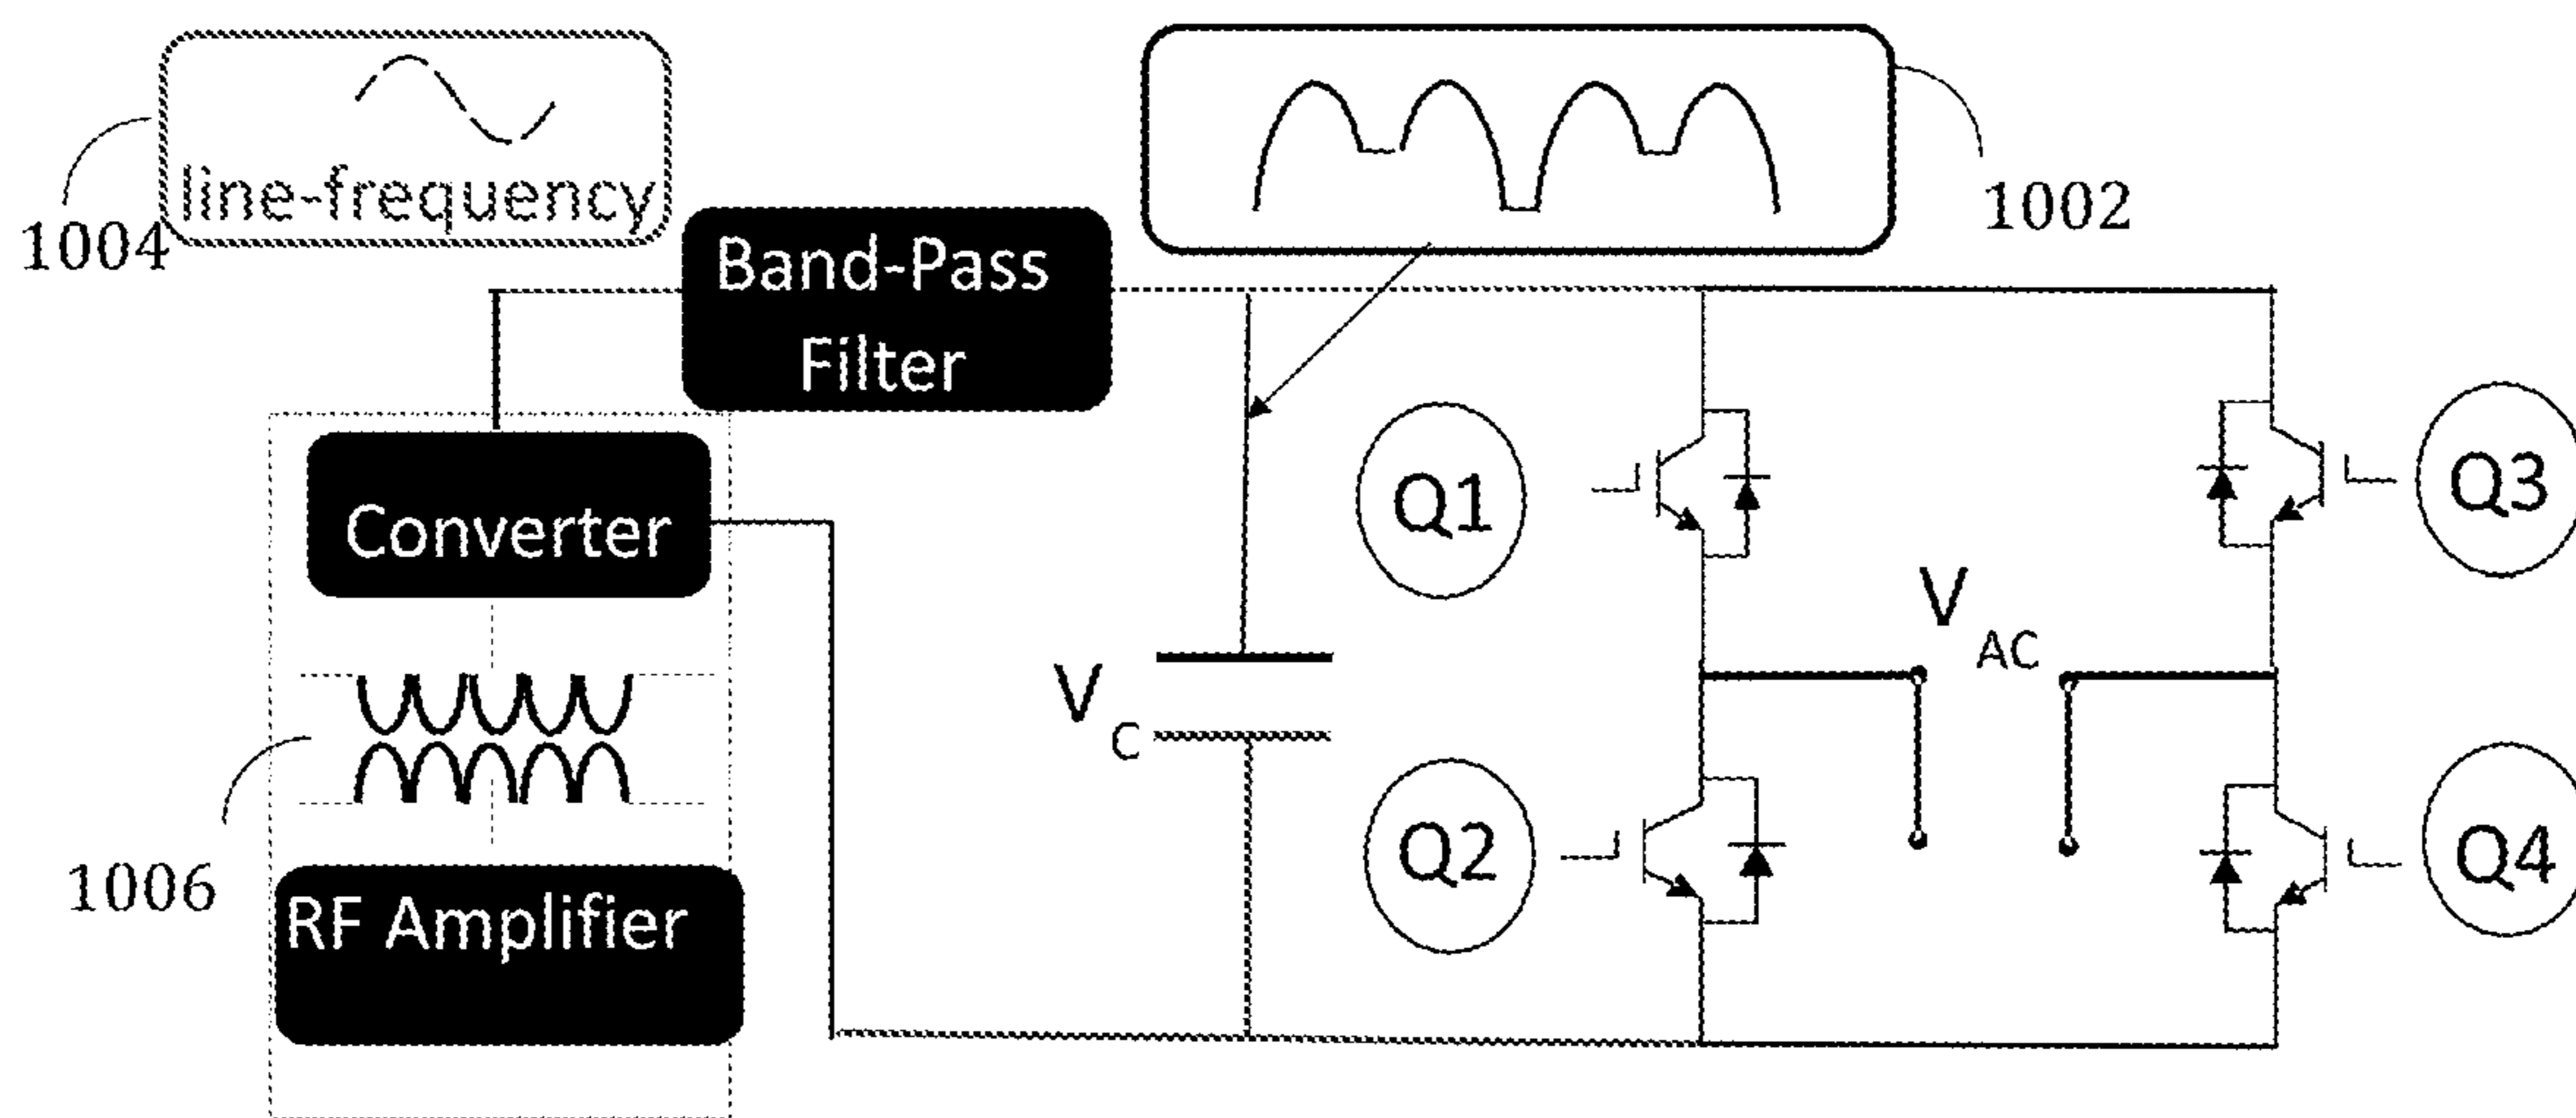 line-frequency
1004
1002
Band-Pass
Filter
Converter
Q1
Q3
V
AC
V
C
Q2
Q4
1006
RF Amplifier